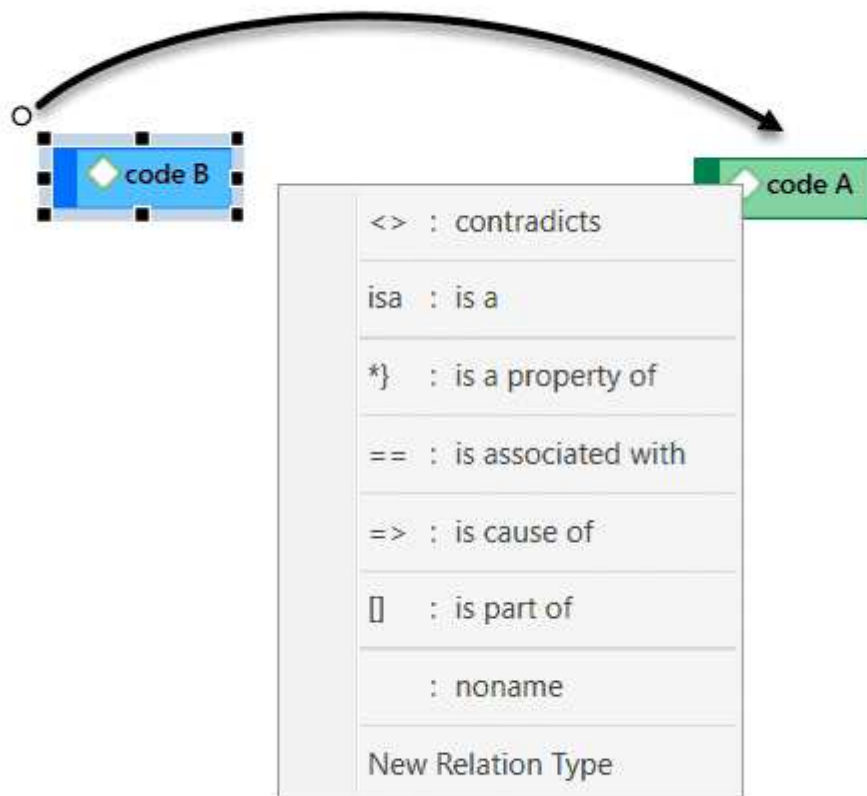 code B
code A
<> : contradicts
isa : is a
*} : is a property of
== : is associated with
=> : is cause of
[] : is part of
: noname
New Relation Type